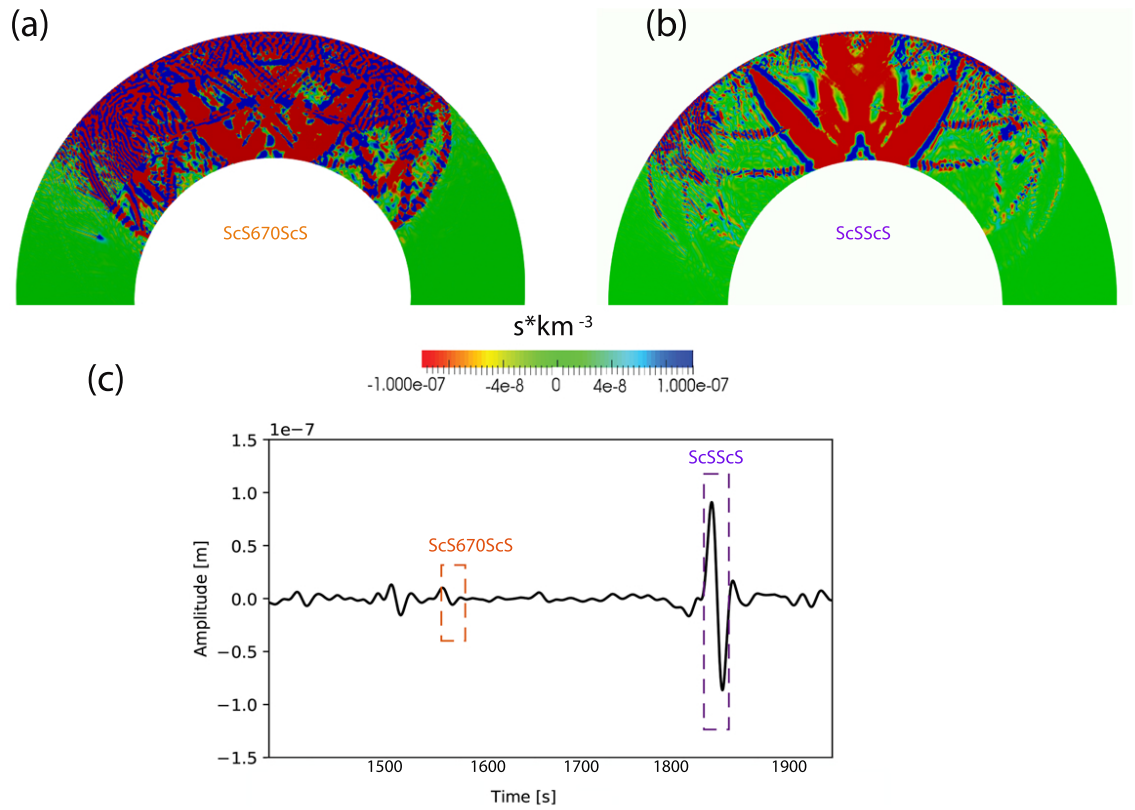 (a)
(b)
ScS670ScS
ScSScS
s*km -3
-1.000e-07 -4e-8 0 4e-8 1.000e-07
(c)
1e−7
1.5
1.0
0.5
0.0
−0.5
−1.0
−1.5
Amplitude [m]
ScSScS
ScS670ScS
1500 1600 1700 1800 1900
Time [s]